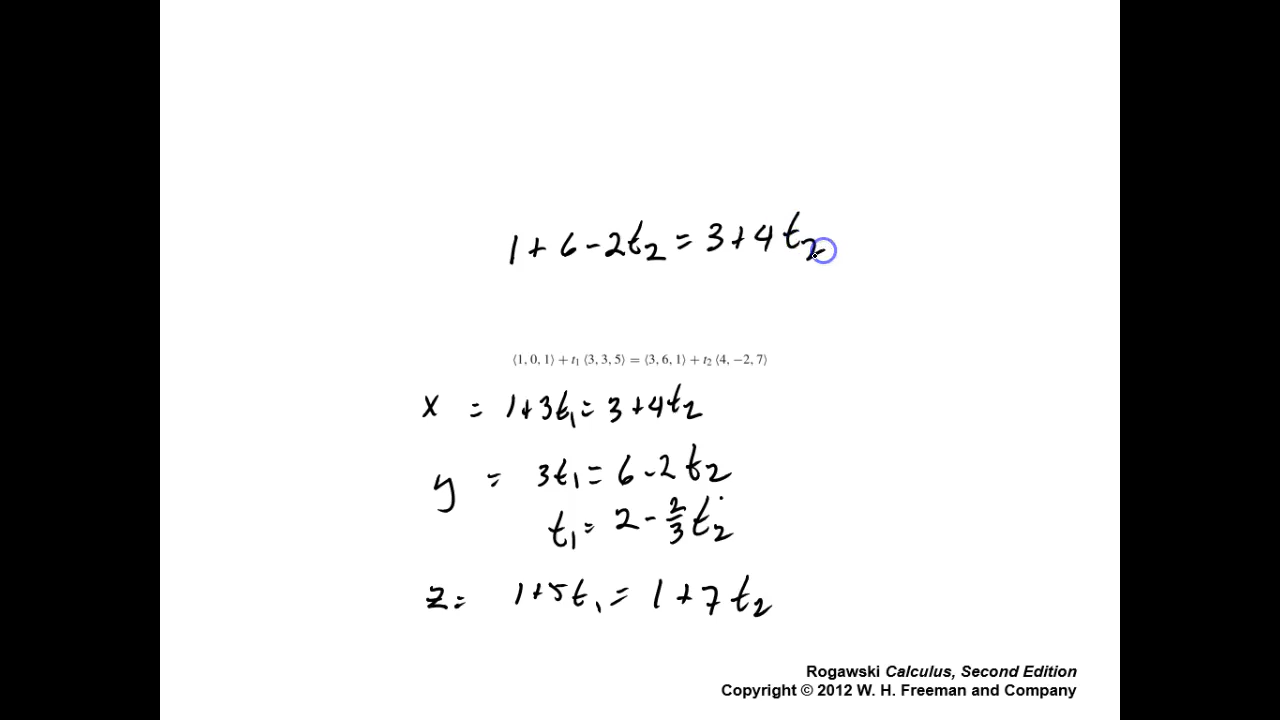 1 + 6 - 2t₂ = 3 + 4t₂
⟨1, 0, 1⟩ + t₁ ⟨3, 3, 5⟩ = ⟨3, 6, 1⟩ + t₂ ⟨4, −2, 7⟩
x = 1 + 3t₁ = 3 + 4t₂
y = 3t₁ = 6 - 2t₂
t₁ = 2 - 2/3 t₂
z = 1 + 5t₁ = 1 + 7t₂
Rogawski Calculus, Second Edition
Copyright © 2012 W. H. Freeman and Company